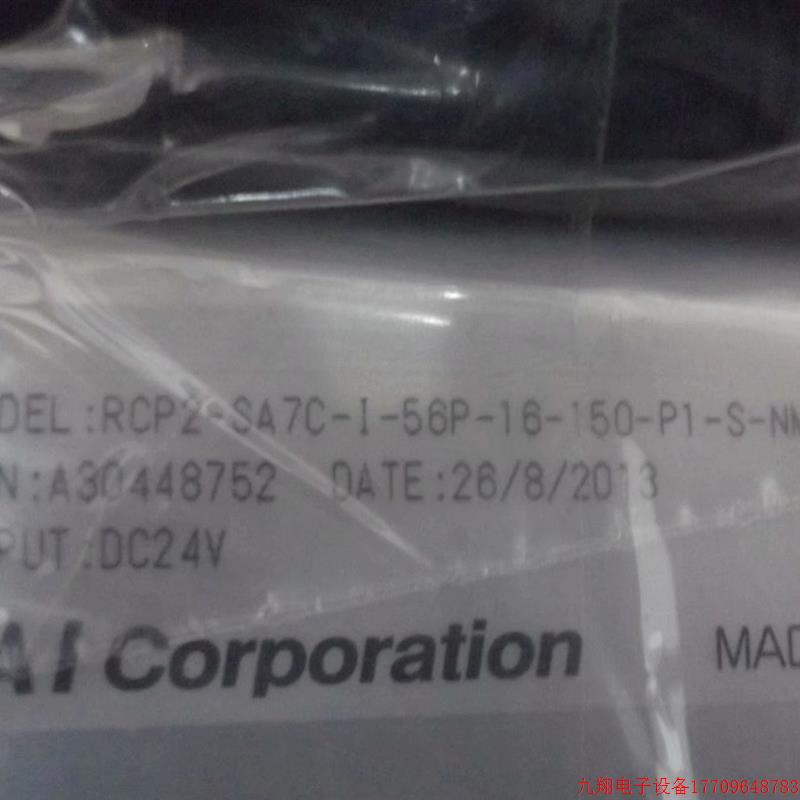 DEL:RCP2-SA7C-I-56P-16-150-P1-S-NM
N:A30448752 DATE:26/8/2013
PUT:DC24V
AI Corporation
MAD
九翔电子设备17709648783